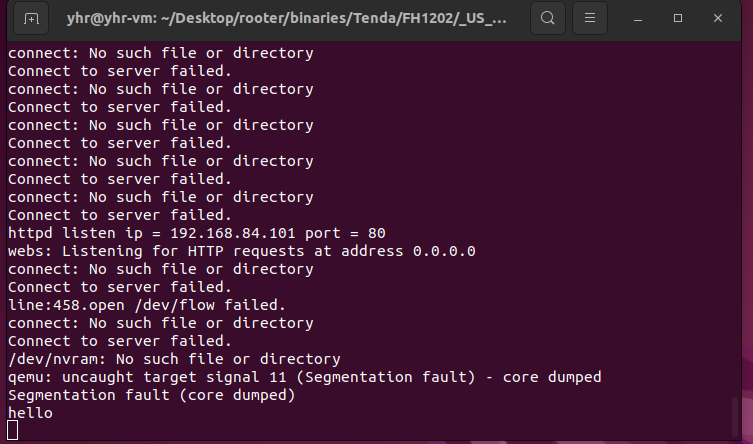 yhr@yhr-vm: ~/Desktop/rooter/binaries/Tenda/FH1202/_US_...
connect: No such file or directory
Connect to server failed.
connect: No such file or directory
Connect to server failed.
connect: No such file or directory
Connect to server failed.
connect: No such file or directory
Connect to server failed.
connect: No such file or directory
Connect to server failed.
httpd listen ip = 192.168.84.101 port = 80
webs: Listening for HTTP requests at address 0.0.0.0
connect: No such file or directory
Connect to server failed.
line:458.open /dev/flow failed.
connect: No such file or directory
Connect to server failed.
/dev/nvram: No such file or directory
qemu: uncaught target signal 11 (Segmentation fault) - core dumped
Segmentation fault (core dumped)
hello